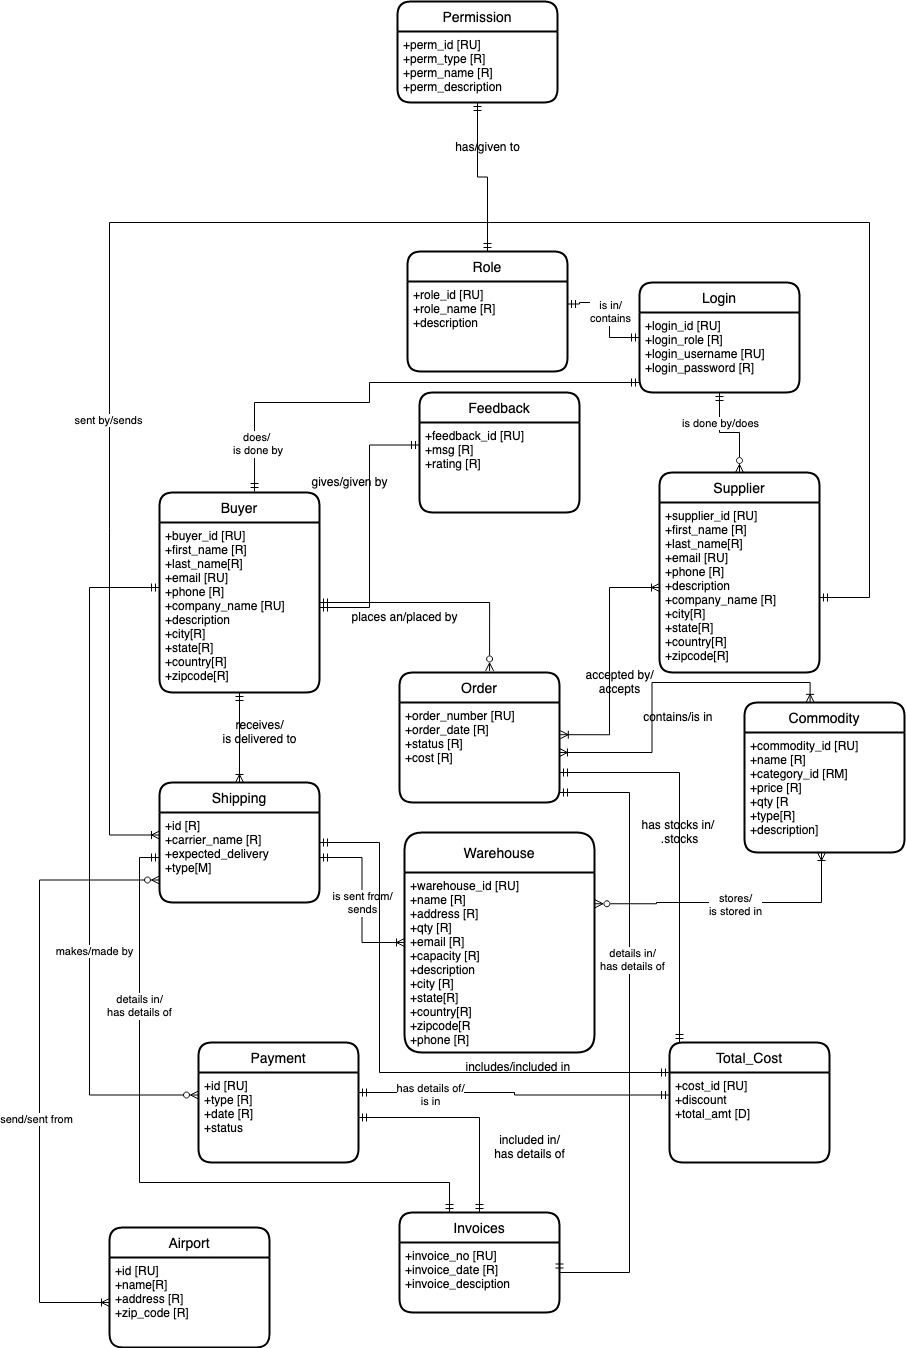 Permission
+perm_id [RU]
+perm_type [R]
+perm_name [R]
+perm_description
has/given to
Role
+role_id [RU]
+role_name [R]
+description
is in/
contains
Login
+login_id [RU]
+login_role [R]
+login_username [RU]
+login_password [R]
sent by/sends
does/
is done by
Feedback
+feedback_id [RU]
+msg [R]
+rating [R]
is done by/does
gives/given by
Buyer
+buyer_id [RU]
+first_name [R]
+last_name[R]
+email [RU]
+phone [R]
+company_name [RU]
+description
+city[R]
+state[R]
+country[R]
+zipcode[R]
Supplier
+supplier_id [RU]
+first_name [R]
+last_name[R]
+email [RU]
+phone [R]
+description
+company_name [R]
+city[R]
+state[R]
+country[R]
+zipcode[R]
places an/placed by
accepted by/
accepts
Order
+order_number [RU]
+order_date [R]
+status [R]
+cost [R]
contains/is in
Commodity
+commodity_id [RU]
+name [R]
+category_id [RM]
+price [R]
+qty [R
+type[R]
+description]
receives/
is delivered to
Shipping
+id [R]
+carrier_name [R]
+expected_delivery
+type[M]
has stocks in/
.stocks
Warehouse
+warehouse_id [RU]
+name [R]
+address [R]
+qty [R]
+email [R]
+capacity [R]
+description
+city [R]
+state[R]
+country[R]
+zipcode[R
+phone [R]
is sent from/
sends
stores/
is stored in
makes/made by
details in/
has details of
details in/
has details of
Payment
+id [RU]
+type [R]
+date [R]
+status
includes/included in
has details of/
is in
Total_Cost
+cost_id [RU]
+discount
+total_amt [D]
send/sent from
included in/
has details of
Airport
+id [RU]
+name[R]
+address [R]
+zip_code [R]
Invoices
+invoice_no [RU]
+invoice_date [R]
+invoice_desciption